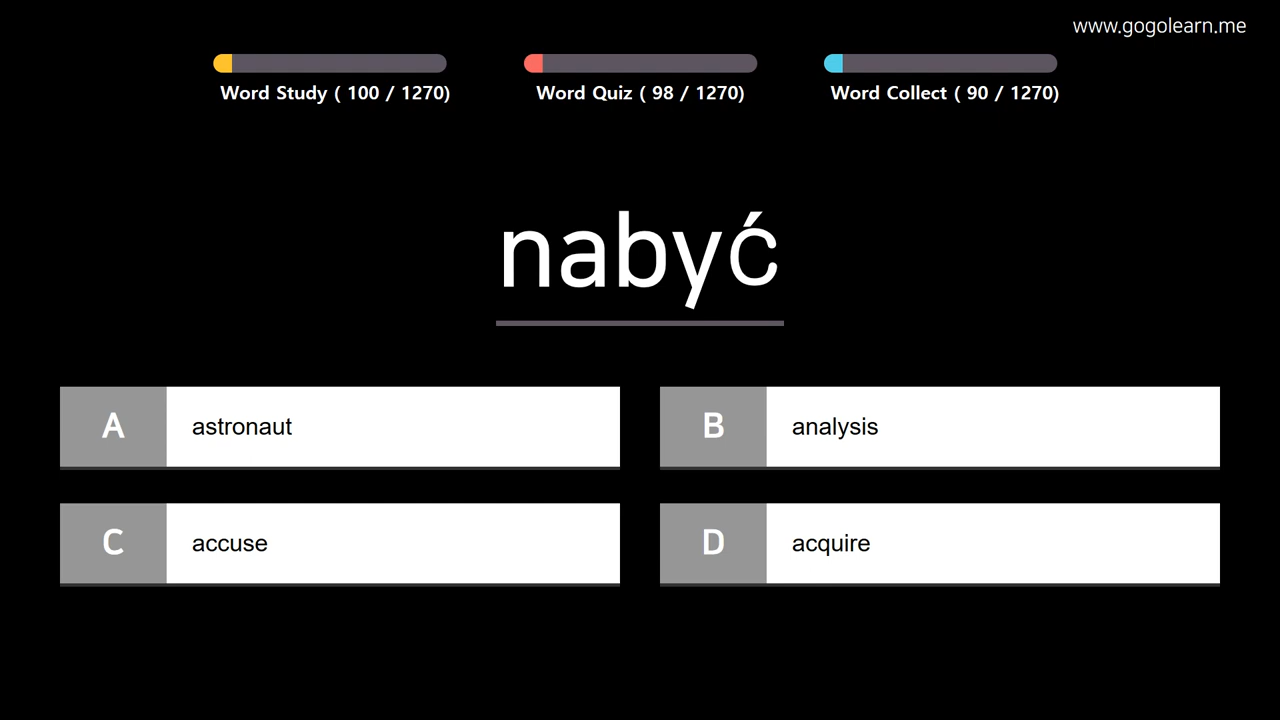 www.gogolearn.me
Word Study ( 100 / 1270)
Word Quiz ( 98 / 1270)
Word Collect ( 90 / 1270)
nabyć
A astronaut
B analysis
C accuse
D acquire